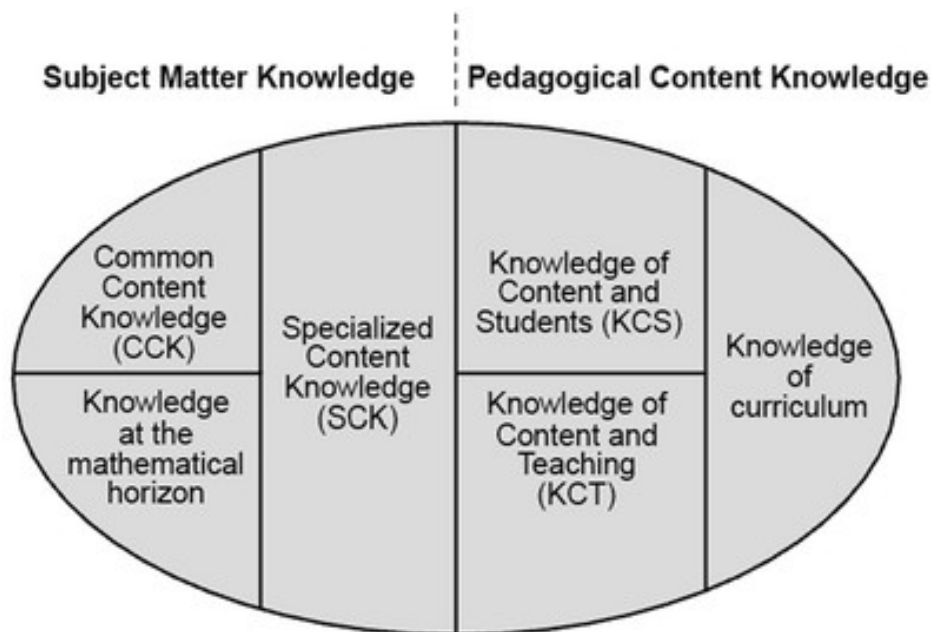 Subject Matter Knowledge
Pedagogical Content Knowledge
Common
Content
Knowledge
(CCK)
Knowledge
at the
mathematical
horizon
Specialized
Content
Knowledge
(SCK)
Knowledge of
Content and
Students (KCS)
Knowledge of
Content and
Teaching
(KCT)
Knowledge
of
curriculum